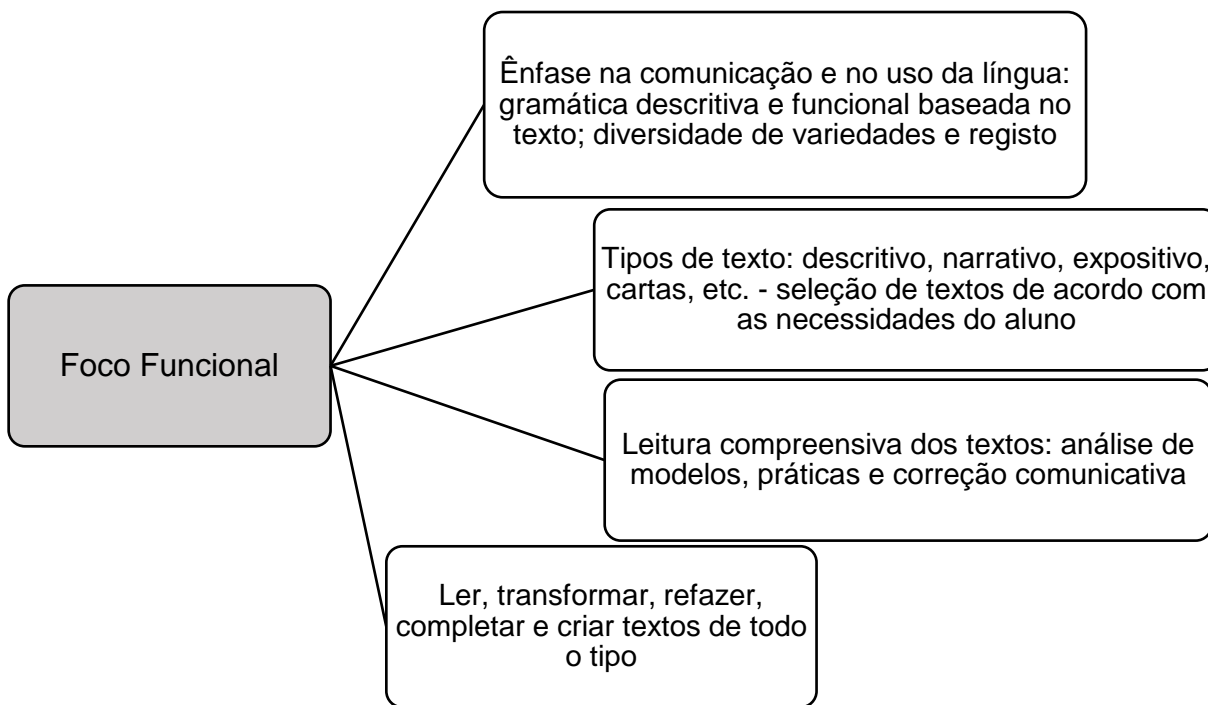 Ênfase na comunicação e no uso da língua:
gramática descritiva e funcional baseada no
texto; diversidade de variedades e registo
Tipos de texto: descritivo, narrativo, expositivo,
cartas, etc. - seleção de textos de acordo com
as necessidades do aluno
Foco Funcional
Leitura compreensiva dos textos: análise de
modelos, práticas e correção comunicativa
Ler, transformar, refazer,
completar e criar textos de todo
o tipo